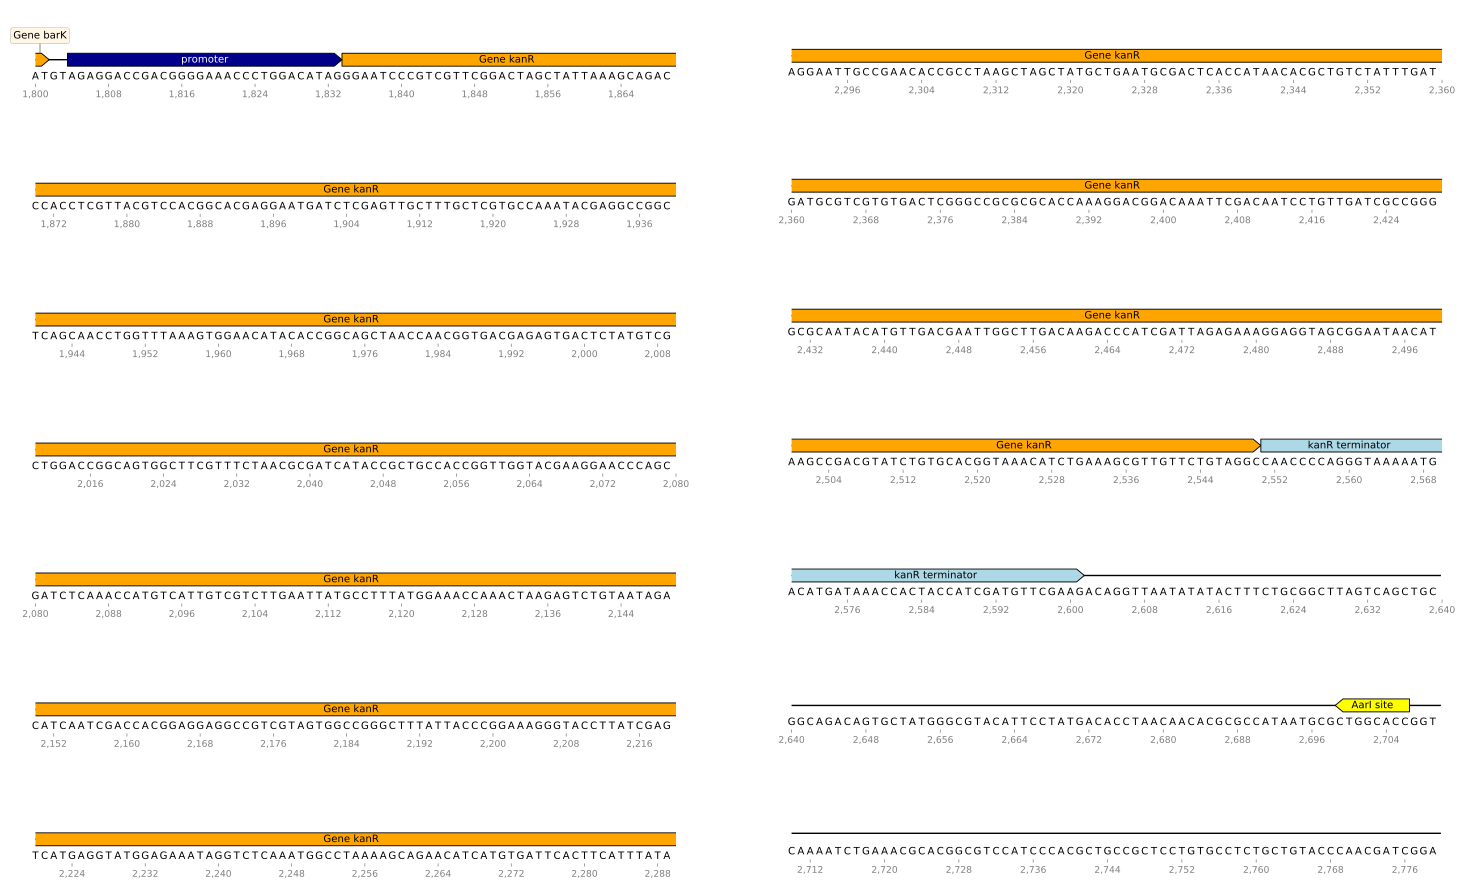 Gene barK
promoter
Gene kanR
ATGTAGAGGACCGACGGGGAAACCCTGGACATAGGGAATCCCGTCGTTCGGACTAGCTATTAAAGCAGAC
1,800 1,808 1,816 1,824 1,832 1,840 1,848 1,856 1,864
Gene kanR
CCACCTCGTTACGTCCACGGCACGAGGAATGATCTCGAGTTGCTTTGCTCGTGCCAAATACGAGGCCGGC
1,872 1,880 1,888 1,896 1,904 1,912 1,920 1,928 1,936
Gene kanR
TCAGCAACCTGGTTTAAAGTGGAACATACACCGGCAGCTAACCAACGGTGACGAGAGTGACTCTATGTCG
1,944 1,952 1,960 1,968 1,976 1,984 1,992 2,000 2,008
Gene kanR
CTGGACCGGCAGTGGCTTCGTTTCTAACGCGATCATACCGCTGCCACCGGTTGGTACGAAGGAACCCAGC
2,016 2,024 2,032 2,040 2,048 2,056 2,064 2,072 2,080
Gene kanR
GATCTCAAACCATGTCATTGTCGTCTTGAATTATGCCTTTATGGAAACCAAACTAAGAGTCTGTAATAGA
2,080 2,088 2,096 2,104 2,112 2,120 2,128 2,136 2,144
Gene kanR
CATCAATCGACCACGGAGGAGGCCGTCGTAGTGGCCGGGCTTTATTACCCGGAAAGGGTACCTTATCGAG
2,152 2,160 2,168 2,176 2,184 2,192 2,200 2,208 2,216
Gene kanR
TCATGAGGTATGGAGAAATAGGTCTCAAATGGCCTAAAAGCAGAACATCATGTGATTCACTTCATTTATA
2,224 2,232 2,240 2,248 2,256 2,264 2,272 2,280 2,288
Gene kanR
AGGAATTGCCGAACACCGCCTAAGCTAGCTATGCTGAATGCGACTCACCATAACACGCTGTCTATTTGAT
2,296 2,304 2,312 2,320 2,328 2,336 2,344 2,352 2,360
Gene kanR
GATGCGTCGTGTGACTCGGGCCGCGCGCACCAAAGGACGGACAAATTCGACAATCCTGTTGATCGCCGGG
2,360 2,368 2,376 2,384 2,392 2,400 2,408 2,416 2,424
Gene kanR
GCGCAATACATGTTGACGAATTGGCTTGACAAGACCCATCGATTAGAGAAAGGAGGTAGCGGAATAACAT
2,432 2,440 2,448 2,456 2,464 2,472 2,480 2,488 2,496
Gene kanR
kanR terminator
AAGCCGACGTATCTGTGCACGGTAAACATCTGAAAGCGTTGTTCTGTAGGCCAACCCCAGGGTAAAAATG
2,504 2,512 2,520 2,528 2,536 2,544 2,552 2,560 2,568
kanR terminator
ACATGATAAACCACTACCATCGATGTTCGAAGACAGGTTAATATATACTTTCTGCGGCTTAGTCAGCTGC
2,576 2,584 2,592 2,600 2,608 2,616 2,624 2,632 2,640
AarI site
GGCAGACAGTGCTATGGGCGTACATTCCTATGACACCTAACAACACGCGCCATAATGCGCTGGCACCGGT
2,640 2,648 2,656 2,664 2,672 2,680 2,688 2,696 2,704
CAAAATCTGAAACGCACGGCGTCCATCCCACGCTGCCGCTCCTGTGCCTCTGCTGTACCCAACGATCGGA
2,712 2,720 2,728 2,736 2,744 2,752 2,760 2,768 2,776